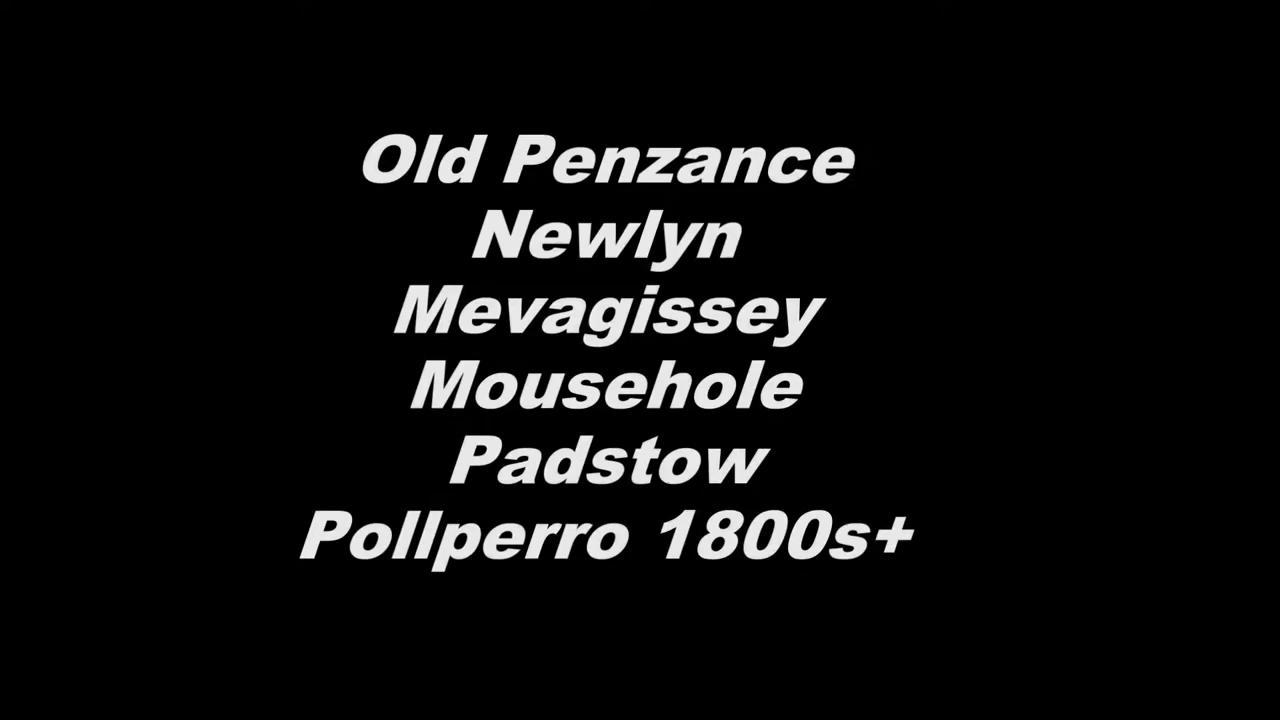 Old Penzance
Newlyn
Mevagissey
Mousehole
Padstow
Pollperro 1800s+